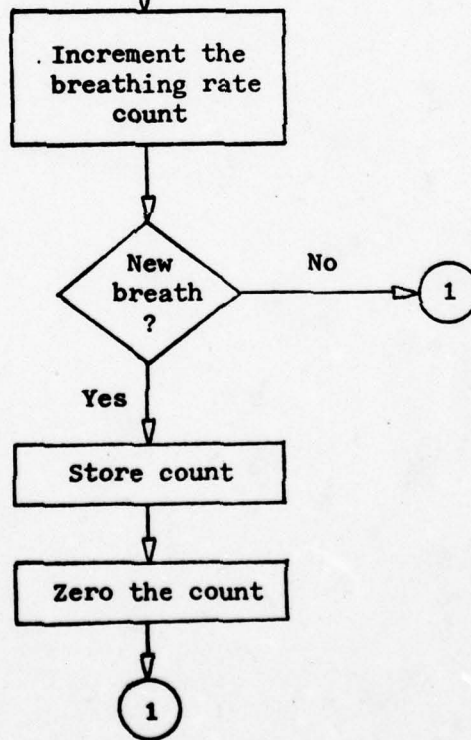 Increment the
breathing rate
count
New
breath
?
No
1
Yes
Store count
Zero the count
1